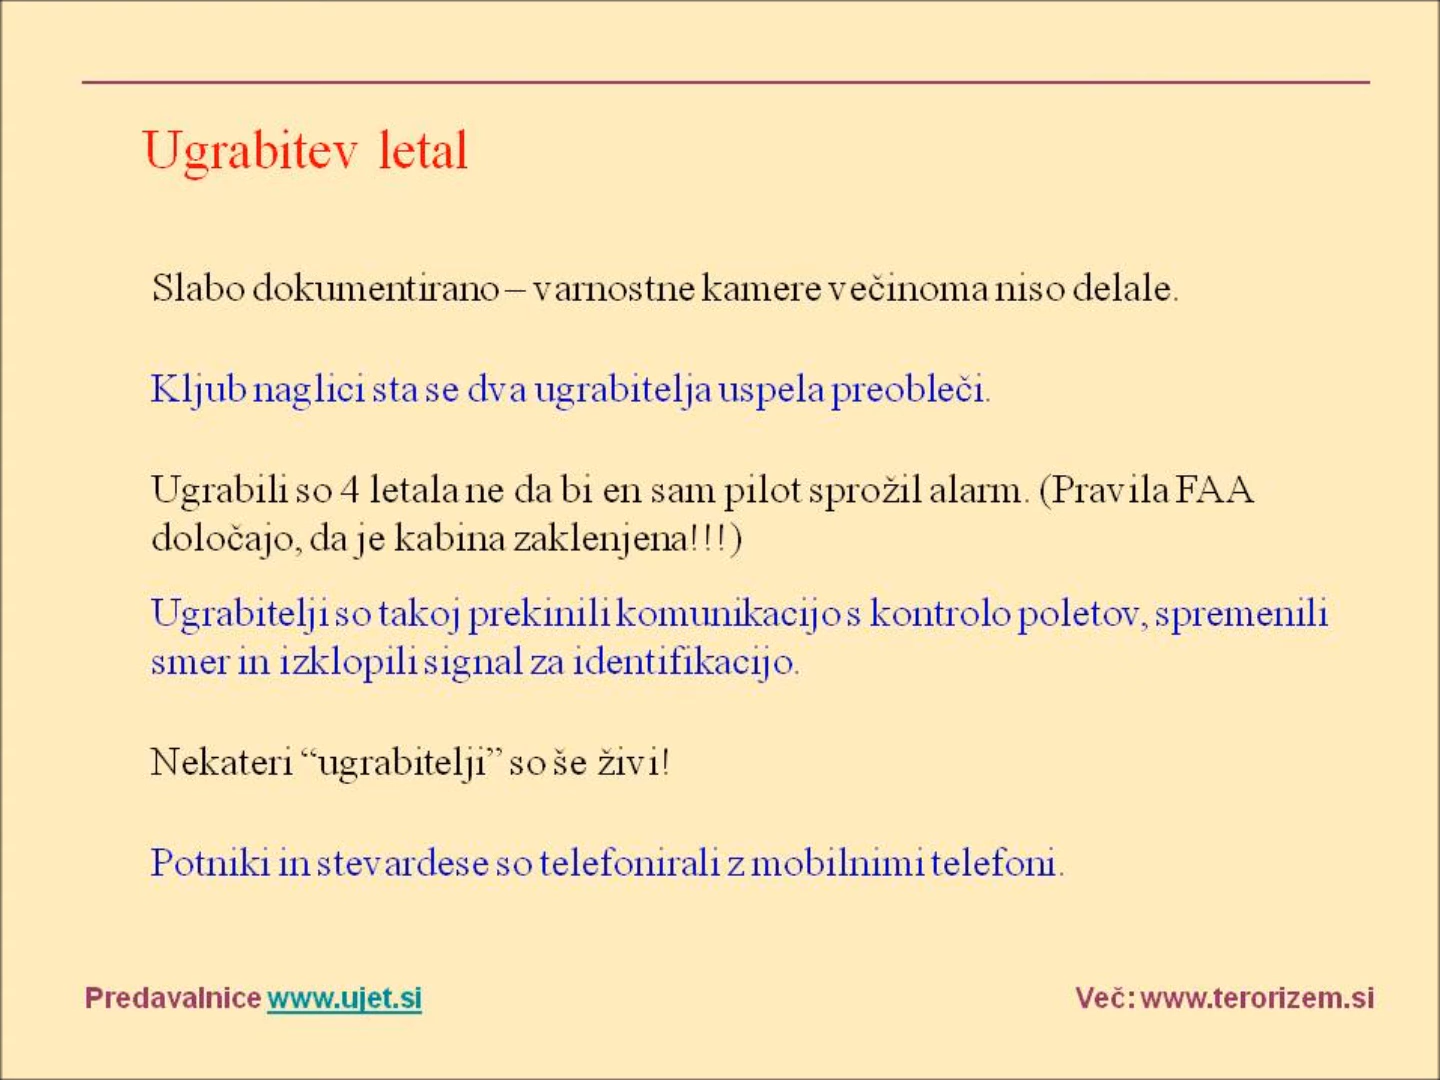 Ugrabitev letal
Slabo dokumentirano – varnostne kamere večinoma niso delale.
Kljub naglici sta se dva ugrabitelja uspela preobleči.
Ugrabili so 4 letala ne da bi en sam pilot sprožil alarm. (Pravila FAA
določajo, da je kabina zaklenjena!!!)
Ugrabitelji so takoj prekinili komunikacijo s kontrolo poletov, spremenili
smer in izklopili signal za identifikacijo.
Nekateri “ugrabitelji” so še živi!
Potniki in stevardese so telefonirali z mobilnimi telefoni.
Predavalnice www.ujet.si
Več: www.terorizem.si